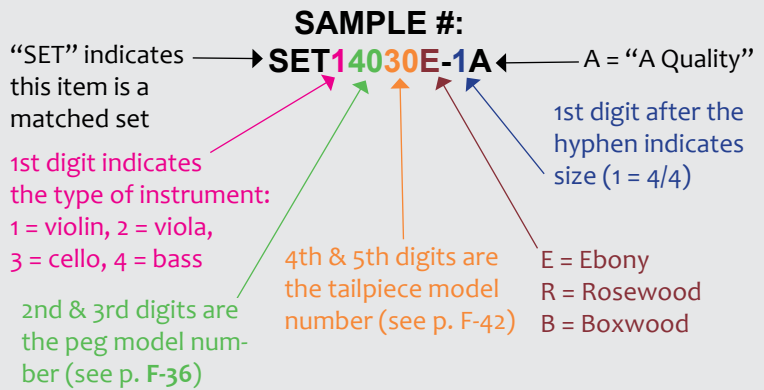 SAMPLE #:
SET14030E-1A
“SET” indicates
this item is a
matched set
A = “A Quality”
1st digit after the
hyphen indicates
size (1 = 4/4)
1st digit indicates
the type of instrument:
1 = violin, 2 = viola,
3 = cello, 4 = bass
4th & 5th digits are
the tailpiece model
number (see p. F-42)
E = Ebony
R = Rosewood
B = Boxwood
2nd & 3rd digits are
the peg model num-
ber (see p. F-36)